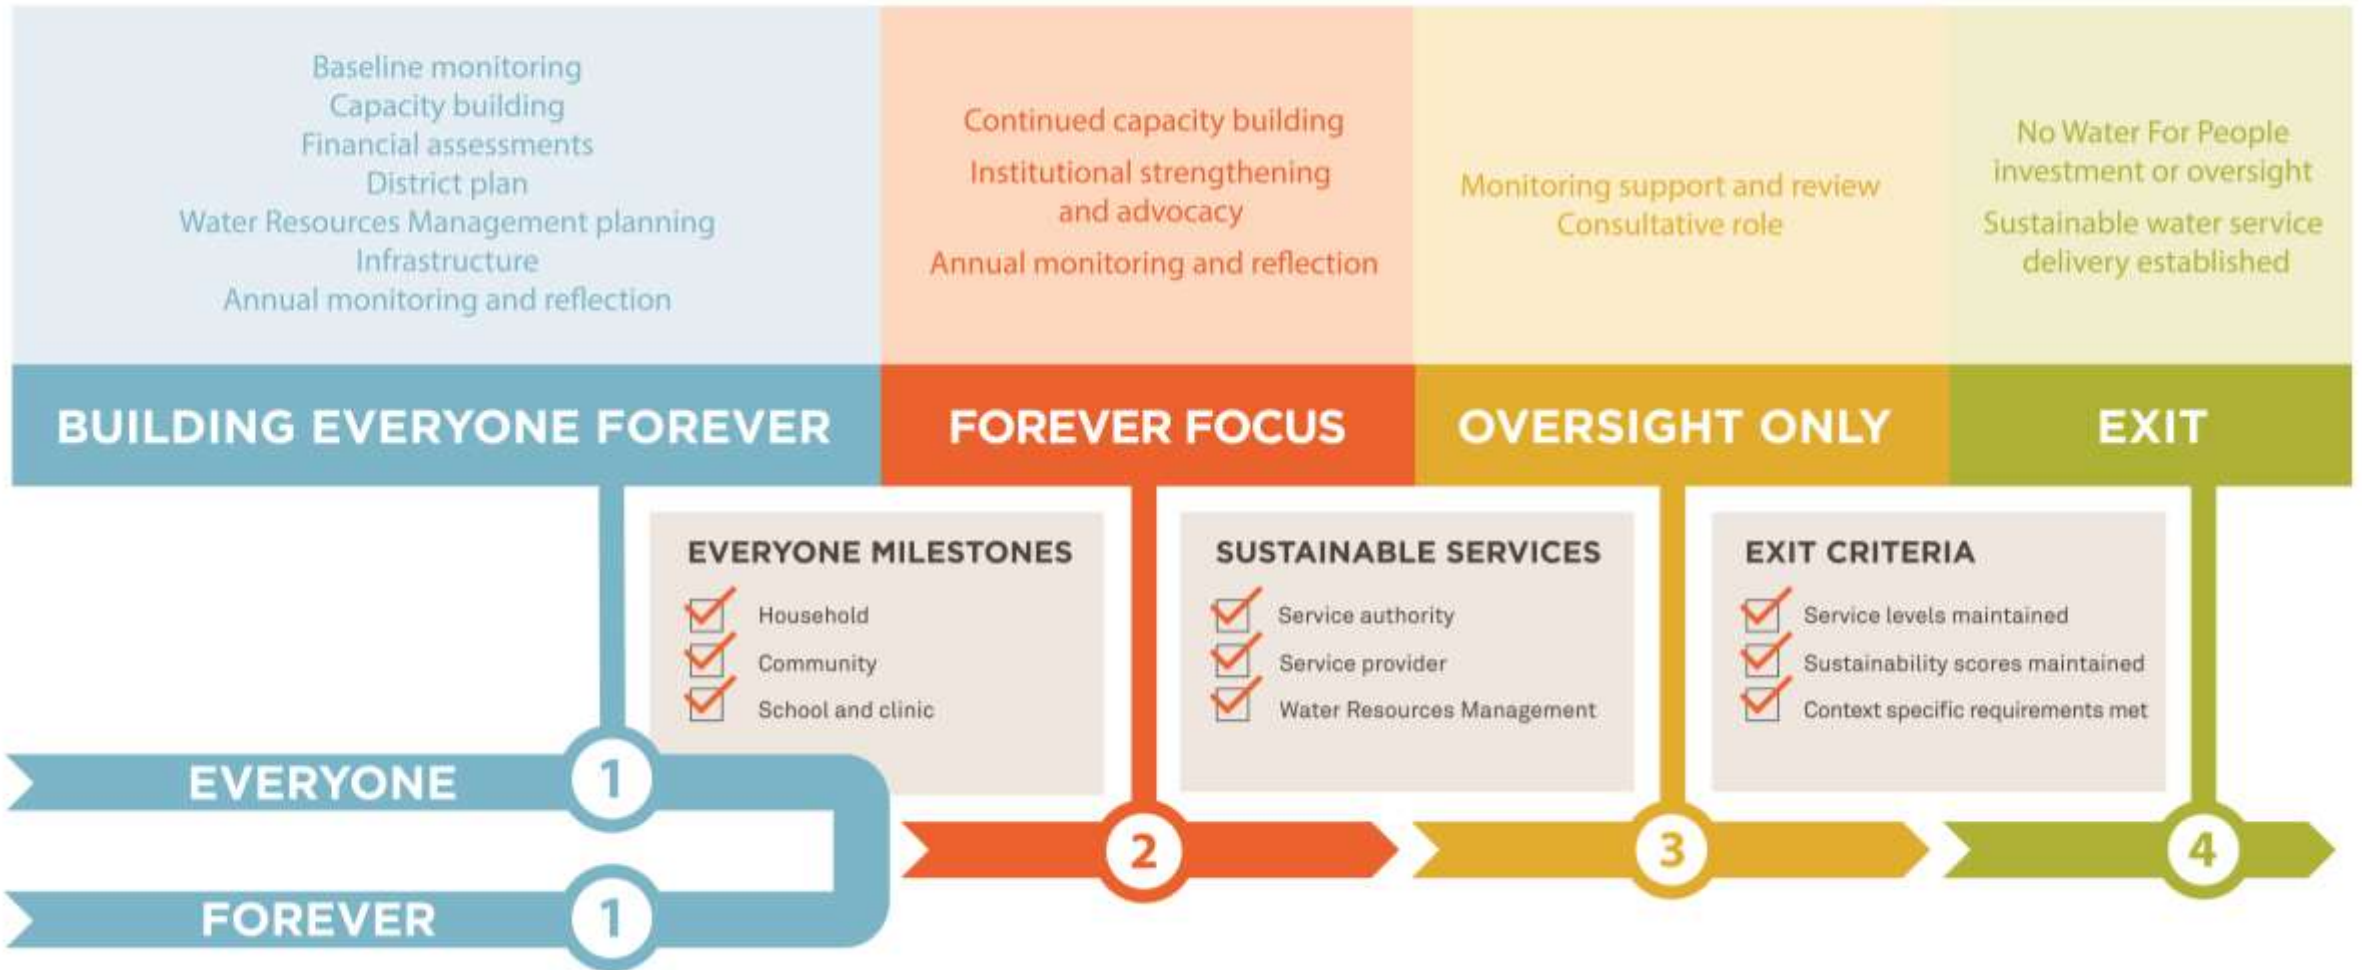 Baseline monitoring
Capacity building
Financial assessments
District plan
Water Resources Management planning
Infrastructure
Annual monitoring and reflection
Continued capacity building
Institutional strengthening
and advocacy
Annual monitoring and reflection
Monitoring support and review
Consultative role
No Water For People
investment or oversight
Sustainable water service
delivery established
BUILDING EVERYONE FOREVER
FOREVER FOCUS
OVERSIGHT ONLY
EXIT
EVERYONE MILESTONES
Household
Community
School and clinic
SUSTAINABLE SERVICES
Service authority
Service provider
Water Resources Management
EXIT CRITERIA
Service levels maintained
Sustainability scores maintained
Context specific requirements met
EVERYONE
1
FOREVER
1
2
3
4